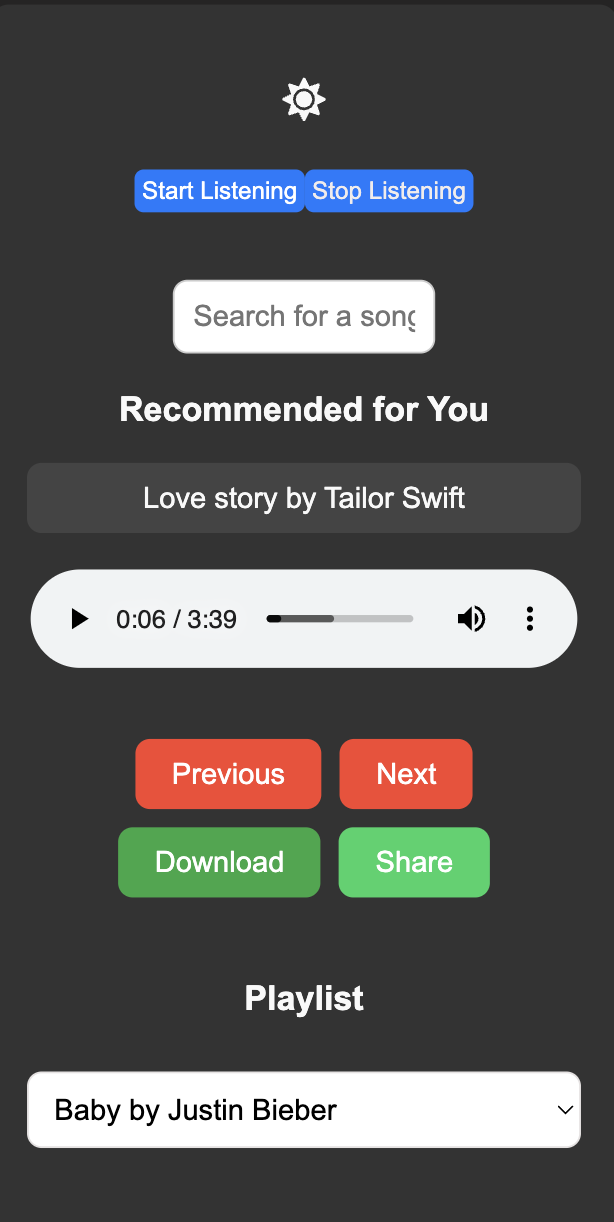 Start Listening Stop Listening
Search for a song
Recommended for You
Love story by Tailor Swift
0:06 / 3:39
Previous Next
Download Share
Playlist
Baby by Justin Bieber